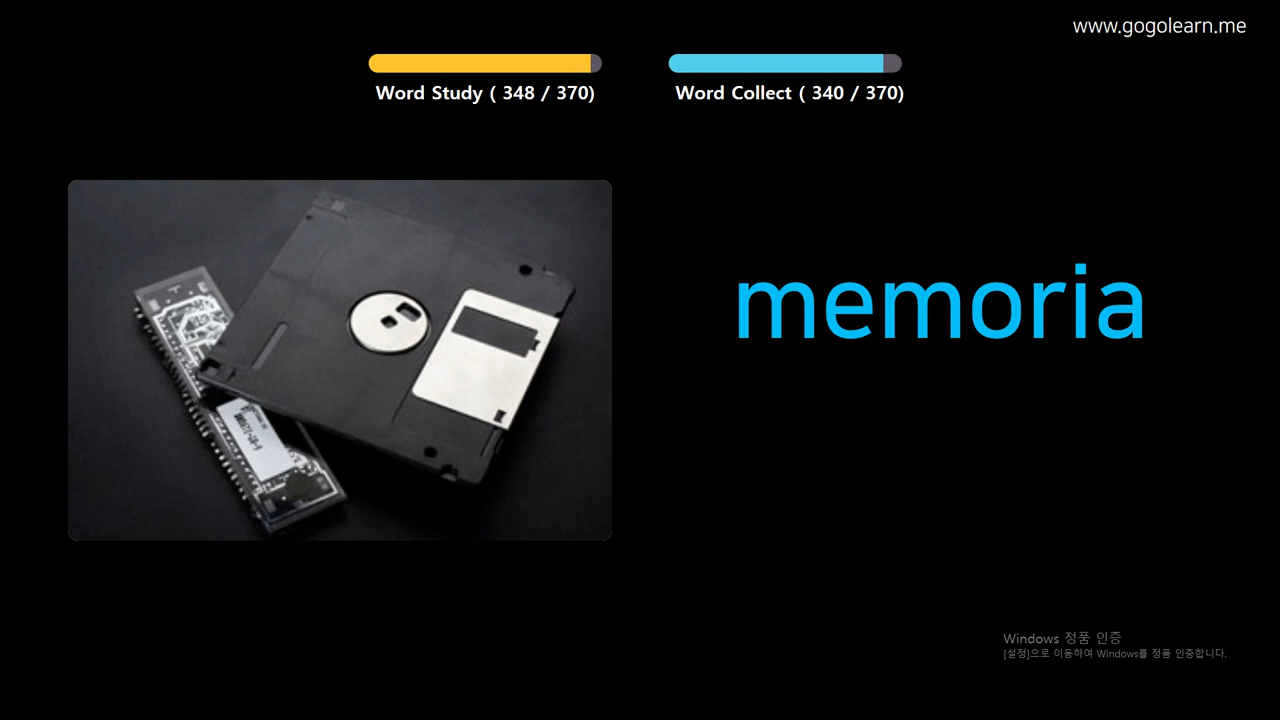 www.gogolearn.me
Word Study ( 348 / 370)
Word Collect ( 340 / 370)
memoria
Windows 정품 인증
[설정]으로 이동하여 Windows를 정품 인증합니다.